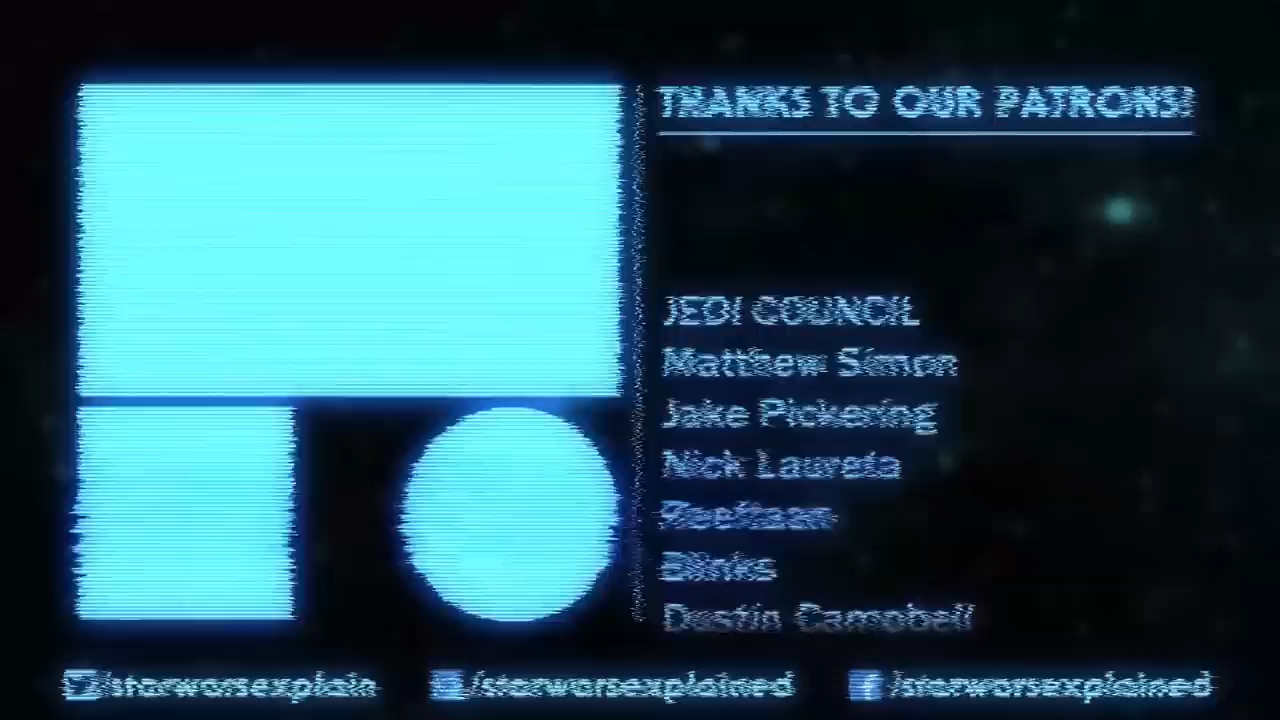 THANKS TO OUR PATRONS!
JEDI COUNCIL
Matthew Simon
Jake Pickering
Nick Laureta
Blinks
Dustin Campbell
/starwarsexplain
/starwarsexplained
/starwarsexplained